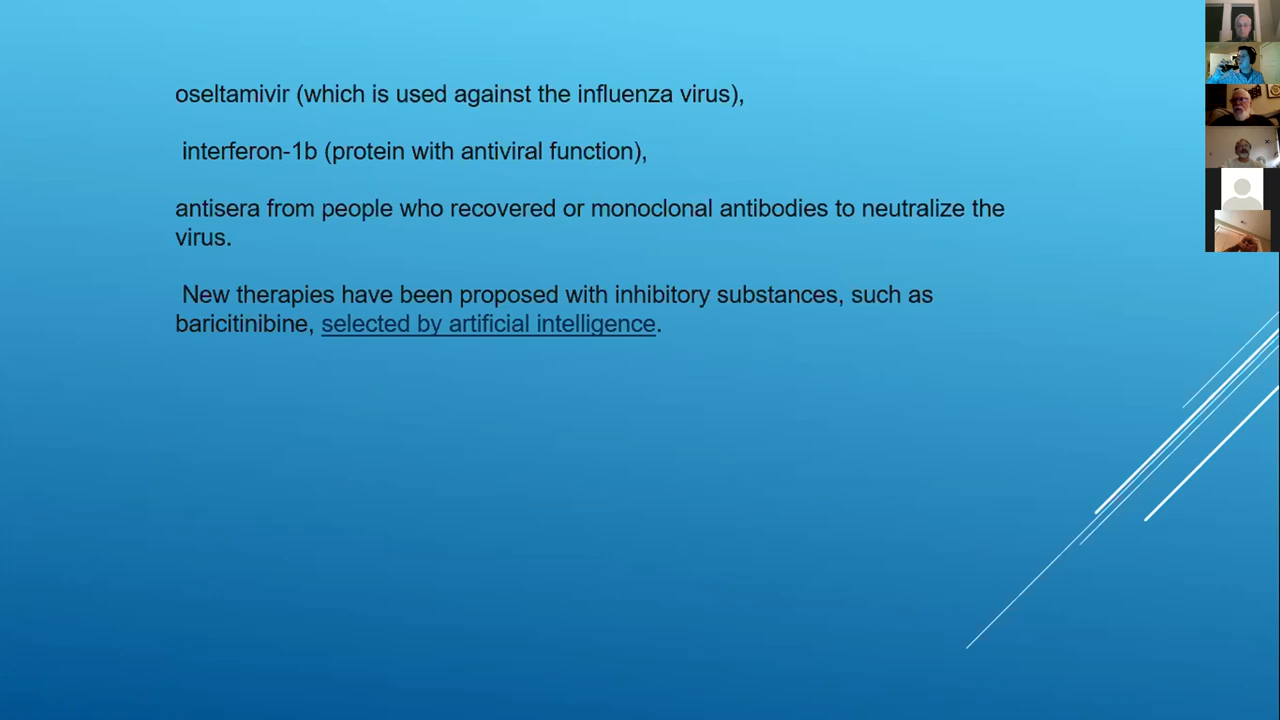 oseltamivir (which is used against the influenza virus),
interferon-1b (protein with antiviral function),
antisera from people who recovered or monoclonal antibodies to neutralize the
virus.
New therapies have been proposed with inhibitory substances, such as
baricitinibine, selected by artificial intelligence.